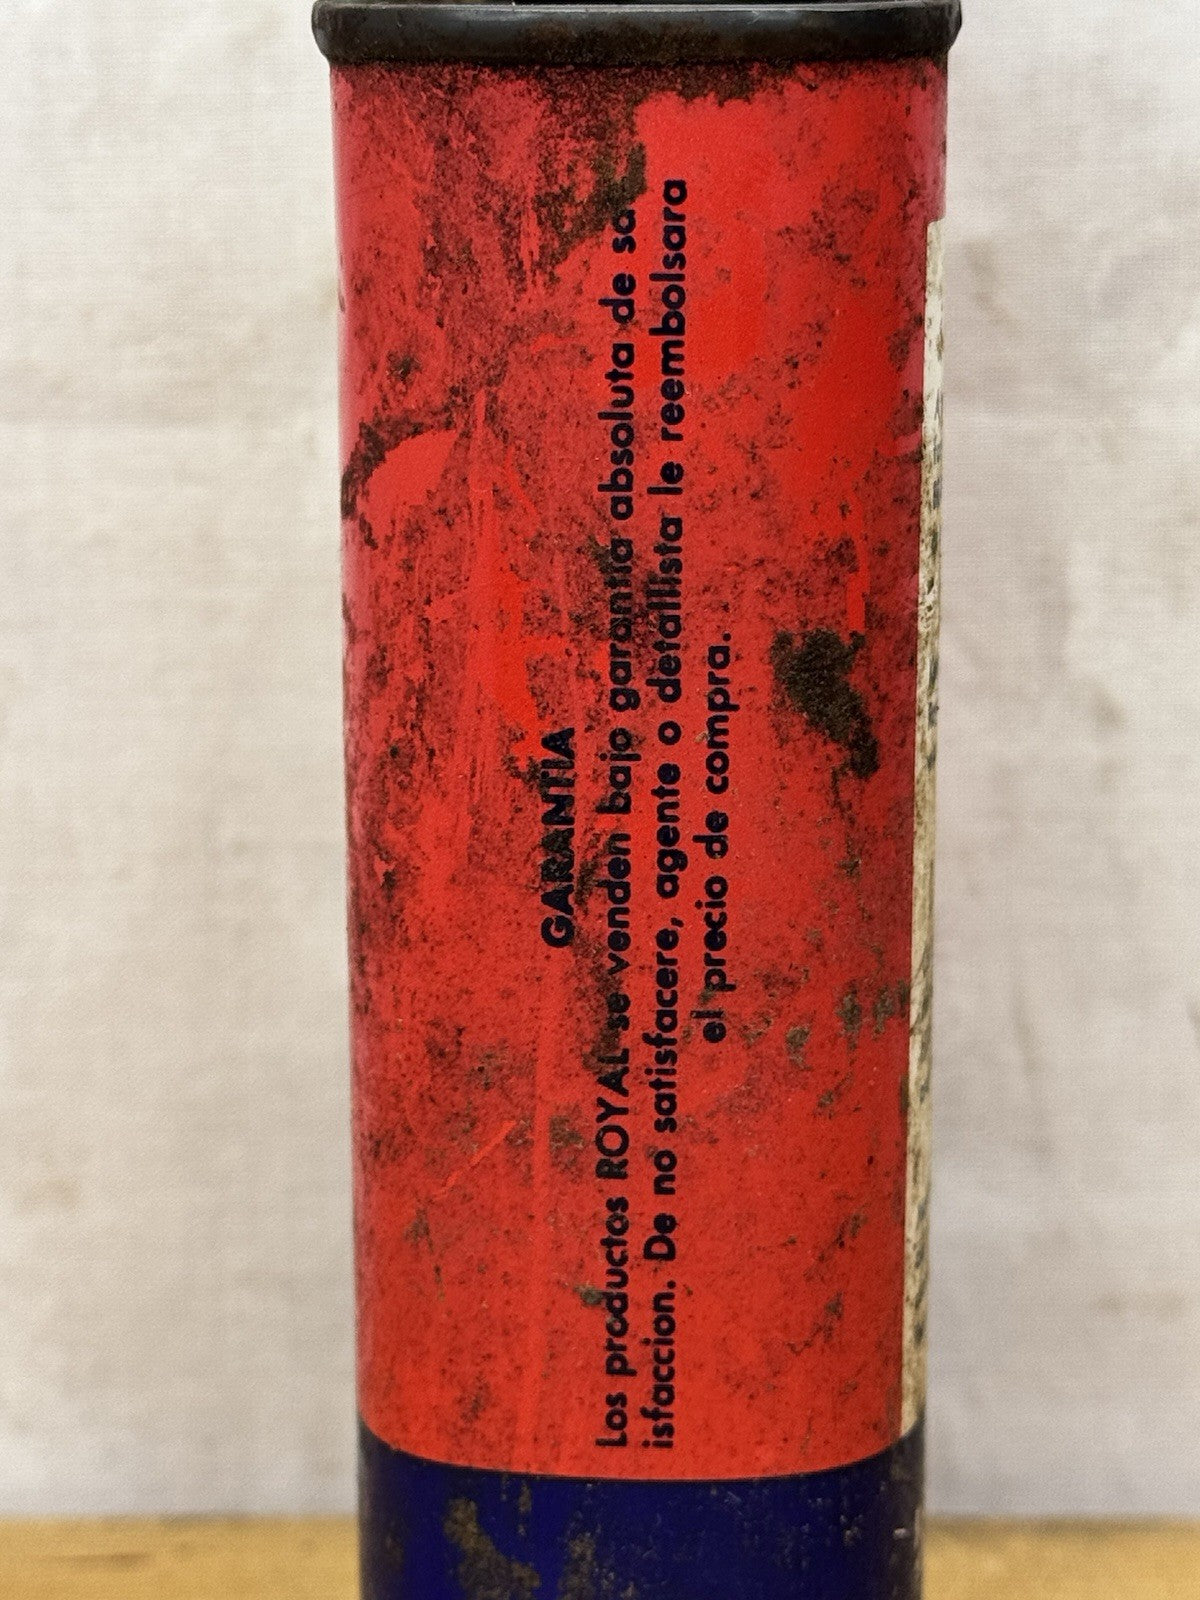 GARANTIA
Los productos ROYAL se venden bajo garantía absoluta de sa
isfaccion. De no satisfacere, agente o detallista le reembolsara
el precio de compra.